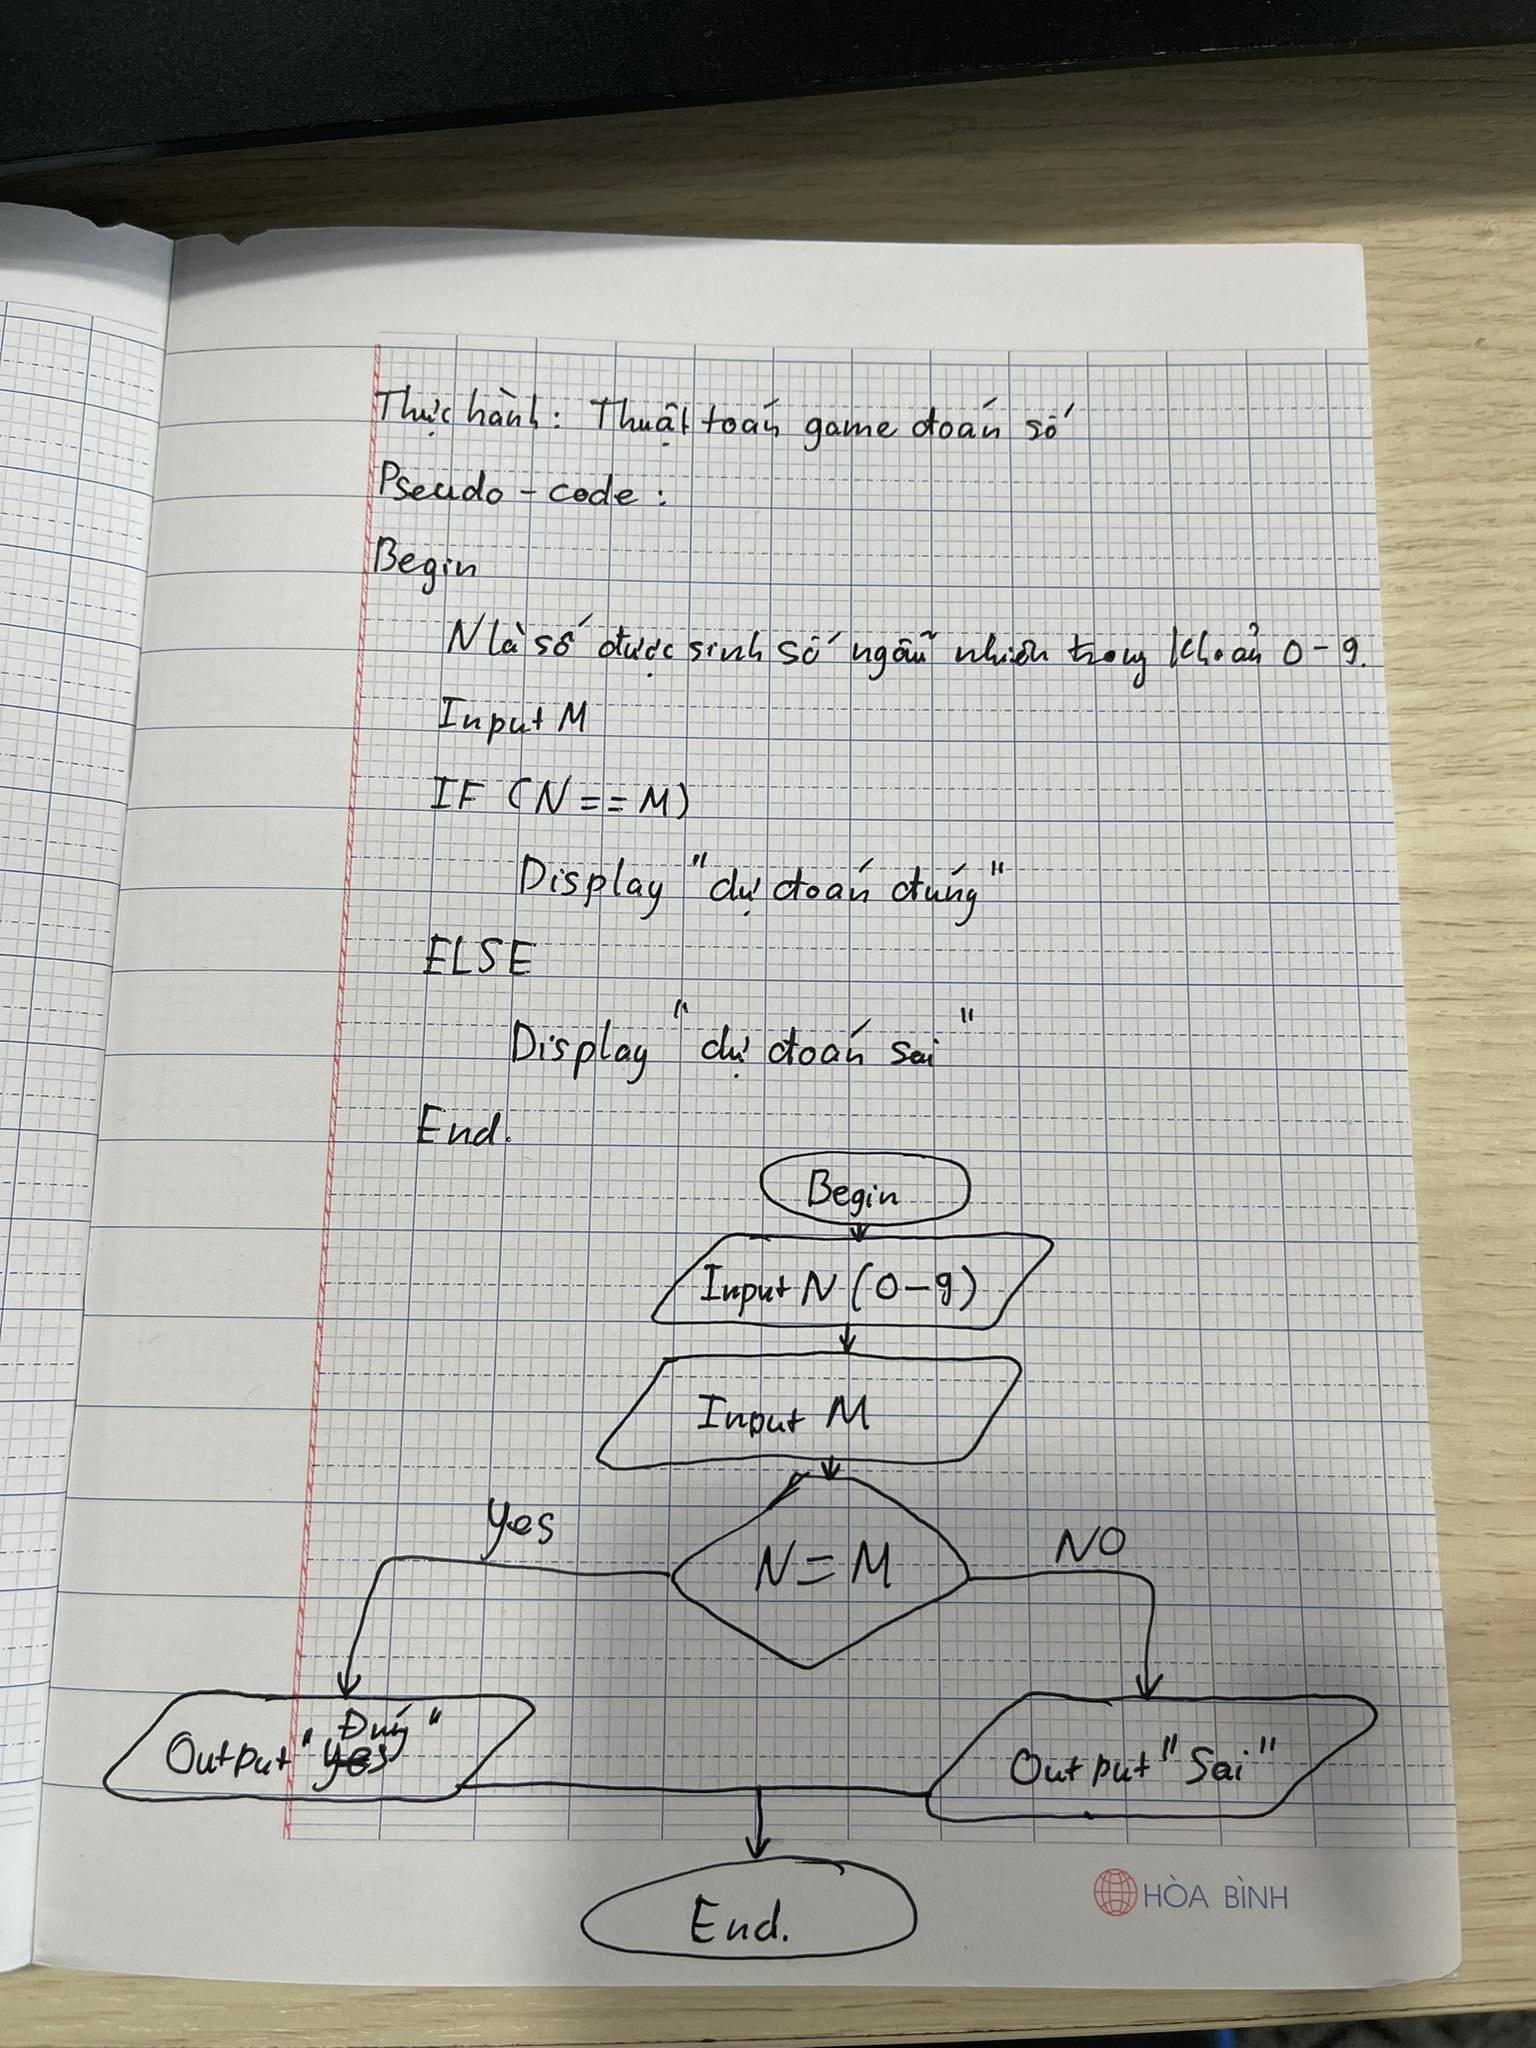 Thực hành: Thuật toán game đoán số
Pseudo-code:
Begin
N là số được sinh số ngẫu nhiên trong khoản 0-9.
Input M
IF (N==M)
Display "dự đoán đúng"
ELSE
Display "dự đoán sai"
End.
Begin
Input N (0-9)
Input M
N=M
Yes
NO
Output "yes Đúng"
Output "Sai"
End.
HÒA BÌNH